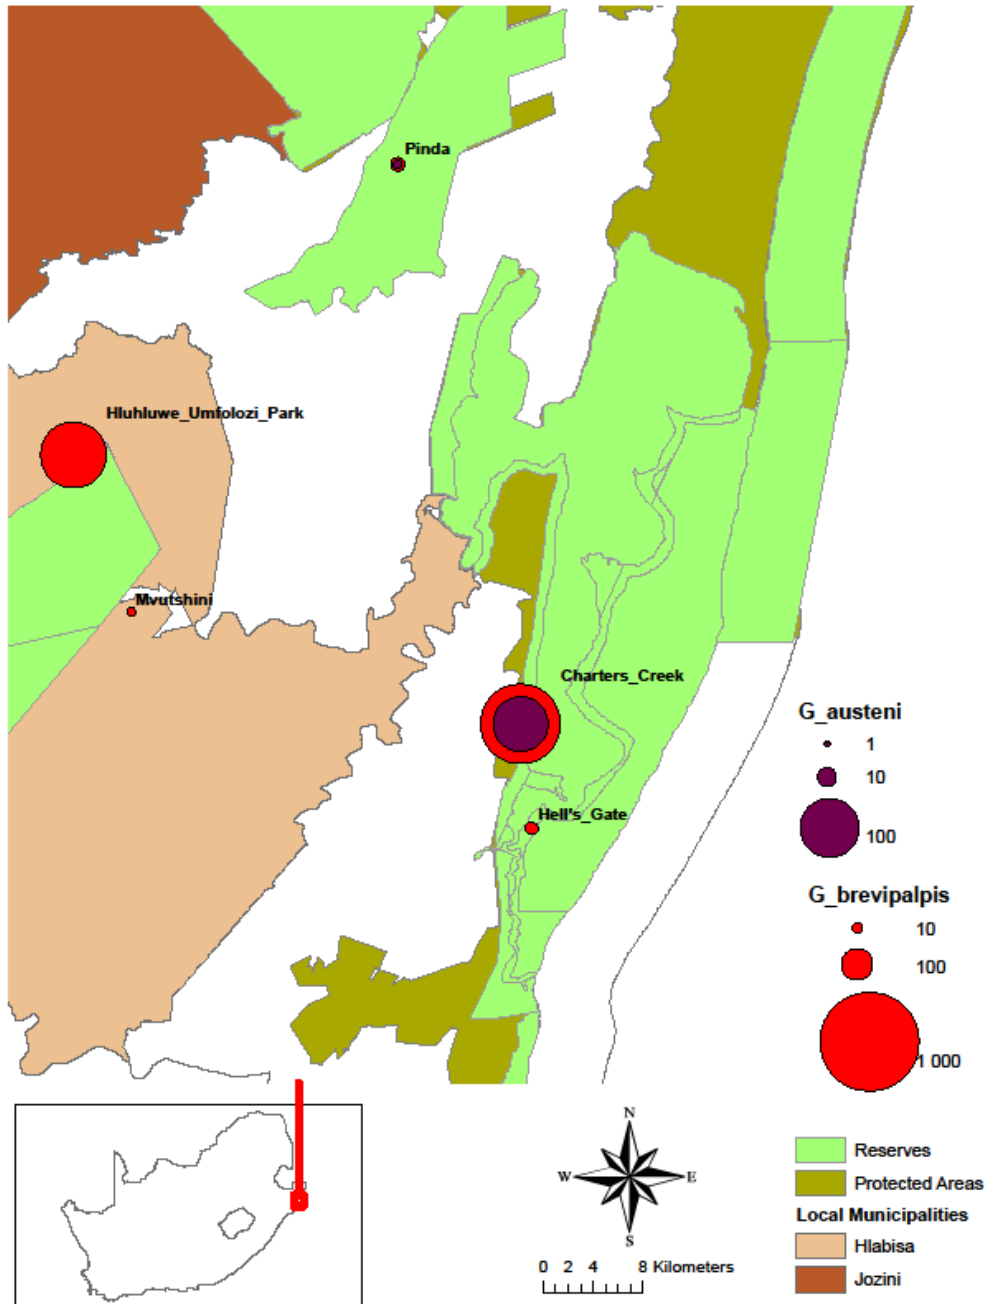 Pinda
Hluhluwe_Umfolozi_Park
Mvutshini
Charters_Creek
Hell's_Gate
G_austeni
1
10
100
G_brevipalpis
10
100
1 000
N
W E
S
0 2 4 8 Kilometers
Reserves
Protected Areas
Local Municipalities
Hlabisa
Jozini